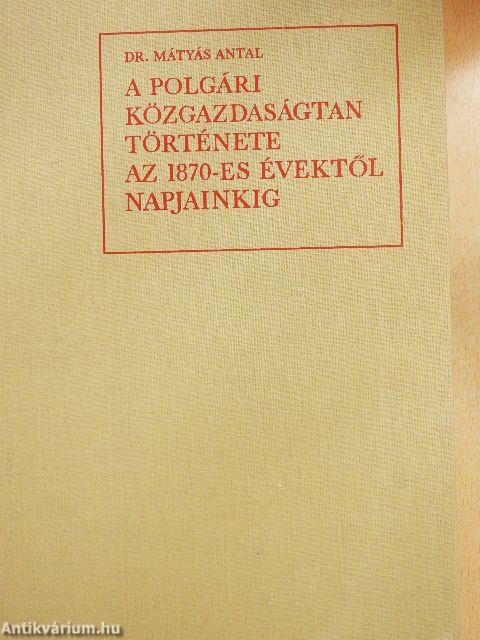 DR. MÁTYÁS ANTAL
A POLGÁRI
KÖZGAZDASÁGTAN
TÖRTÉNETE
AZ 1870-ES ÉVEKTŐL
NAPJAINKIG
Antikvárium.hu